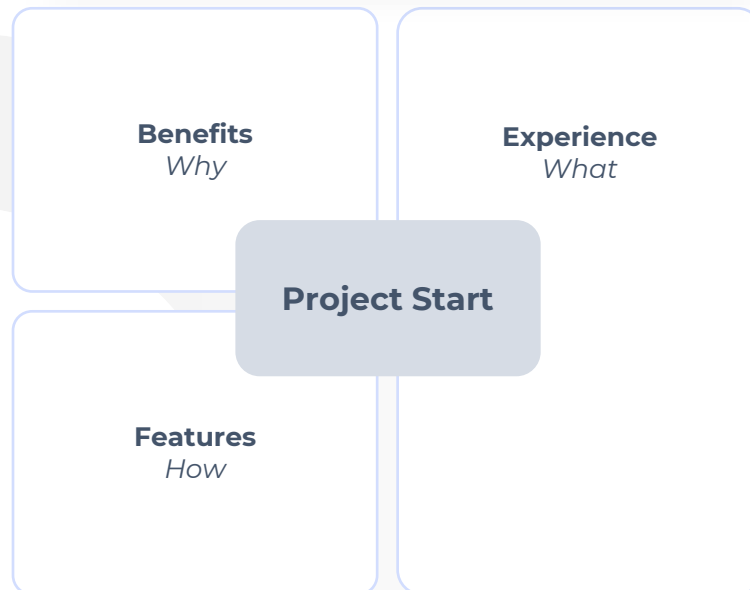 Benefits
Why
Experience
What
Project Start
Features
How